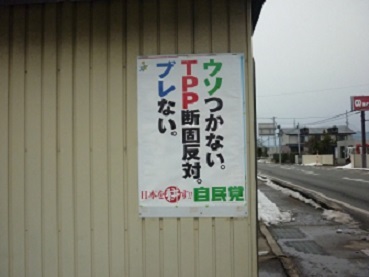 ウソつかない。
TPP断固反対。
ブレない。
日本を耕す!! 自民党